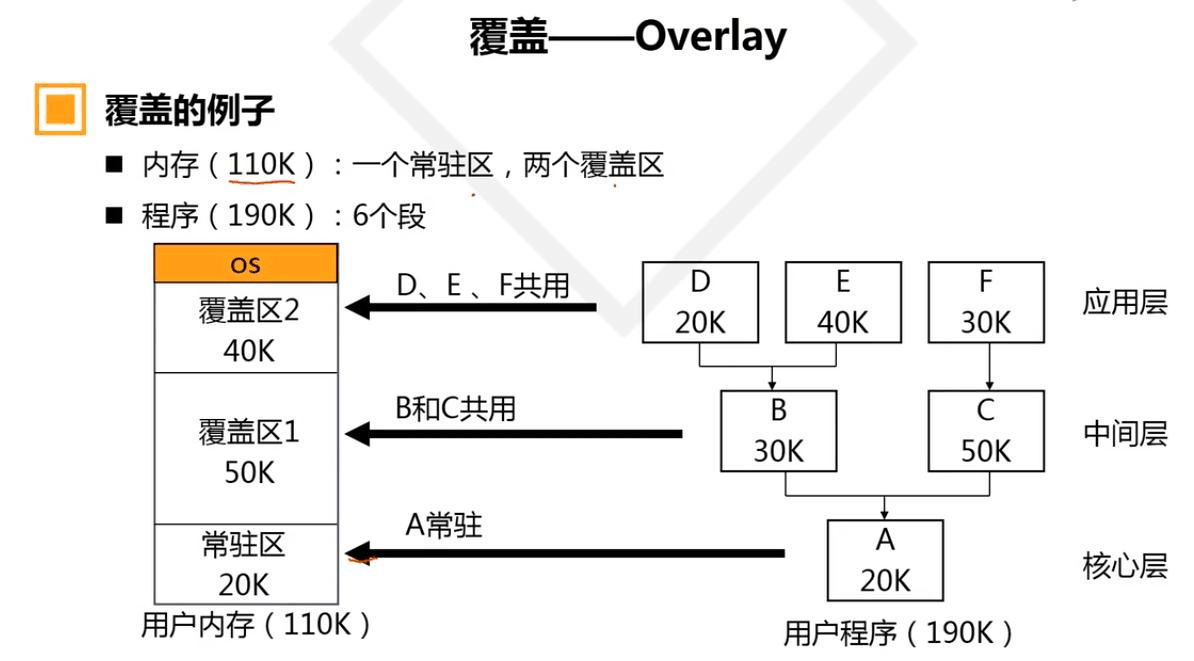 覆盖——Overlay
覆盖的例子
■ 内存（110K）：一个常驻区，两个覆盖区
■ 程序（190K）：6个段
OS
覆盖区2
40K
覆盖区1
50K
常驻区
20K
用户内存（110K）
D、E 、F共用
B和C共用
A常驻
D
20K
E
40K
F
30K
应用层
B
30K
C
50K
中间层
A
20K
核心层
用户程序（190K）